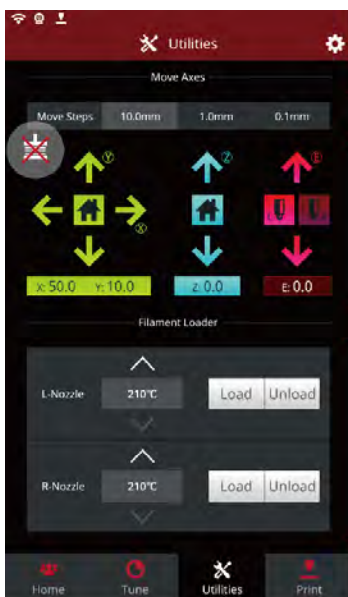 Utilities
Move Axes
Move Steps 10.0mm 1.0mm 0.1mm
Y Z E
X
X: 50.0 Y: 10.0 Z: 0.0 E: 0.0
Filament Loader
L-Nozzle 210℃ Load Unload
R-Nozzle 210℃ Load Unload
Home Tune Utilities Print